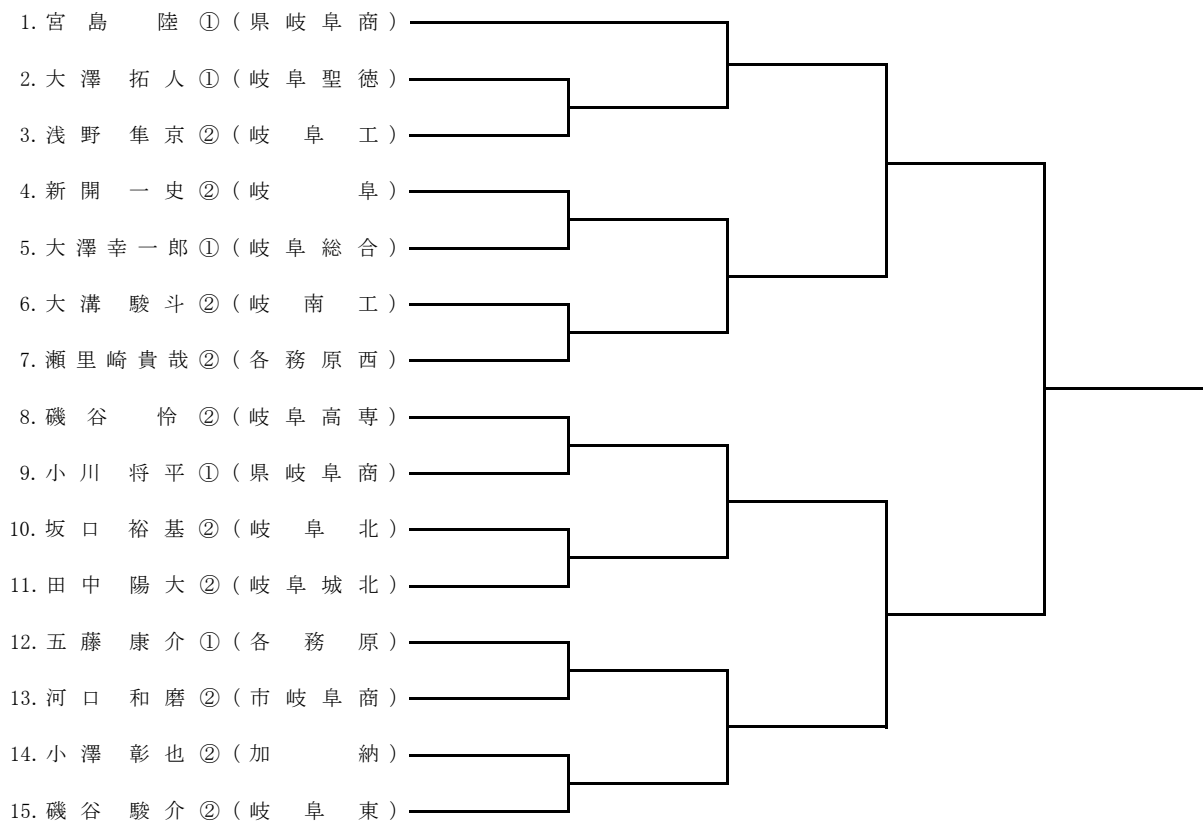 1. 宮島 陸 ① (県岐阜商)
2. 大澤 拓人 ① (岐阜聖徳)
3. 浅野 隼京 ② (岐阜工)
4. 新開 一史 ② (岐阜)
5. 大澤幸一郎 ① (岐阜総合)
6. 大溝 駿斗 ② (岐南工)
7. 瀬里崎貴哉 ② (各務原西)
8. 磯谷 怜 ② (岐阜高専)
9. 小川 将平 ① (県岐阜商)
10. 坂口 裕基 ② (岐阜北)
11. 田中 陽大 ② (岐阜城北)
12. 五藤 康介 ① (各務原)
13. 河口 和磨 ② (市岐阜商)
14. 小澤 彰也 ② (加納)
15. 磯谷 駿介 ② (岐阜東)